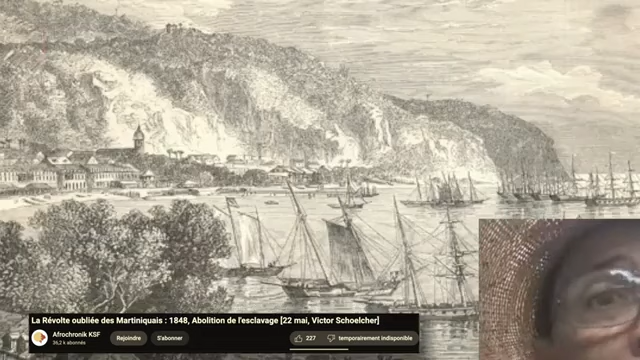 La Révolte oubliée des Martiniquais : 1848, Abolition de l'esclavage [22 mai, Victor Schoelcher]
Afrochronik KSF
36,2 k abonnés
Rejoindre
S'abonner
227
temporairement indisponible